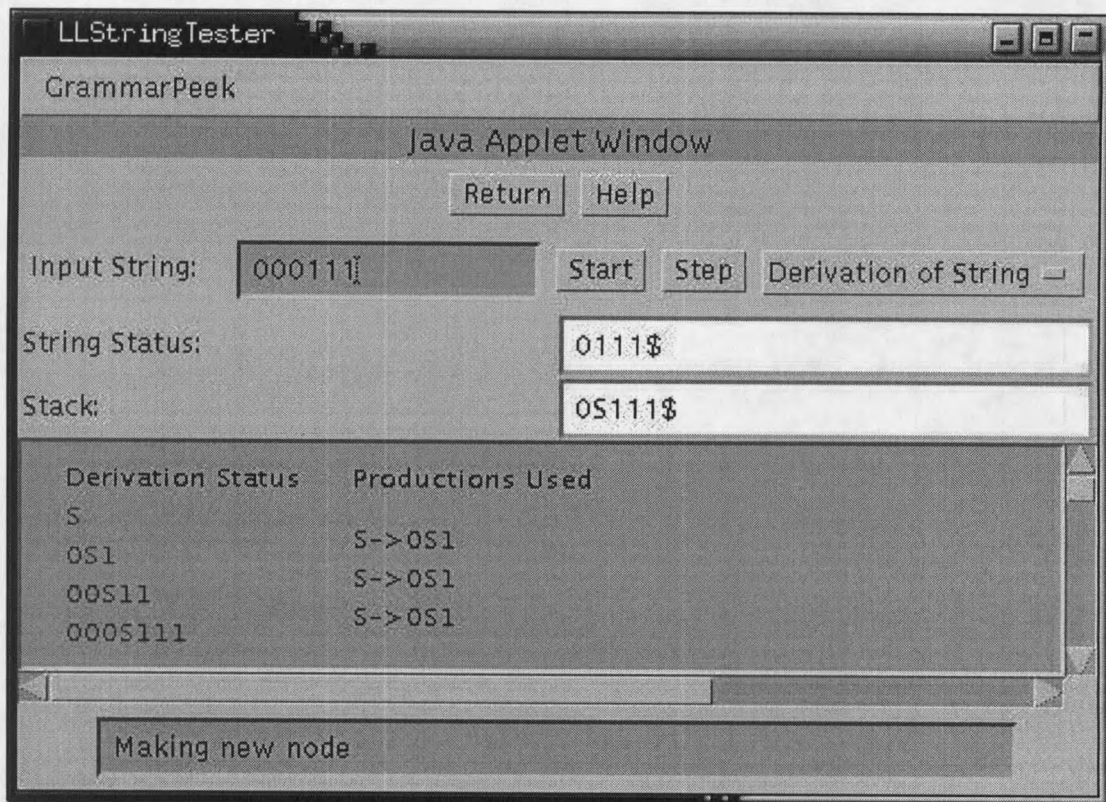 LLStringTester
GrammarPeek
Java Applet Window
Return Help
Input String: 000111 Start Step Derivation of String
String Status: 0111$
Stack: 0S111$
Derivation Status Productions Used
S
S->0S1
0S1
S->0S1
00S11
S->0S1
000S111
Making new node